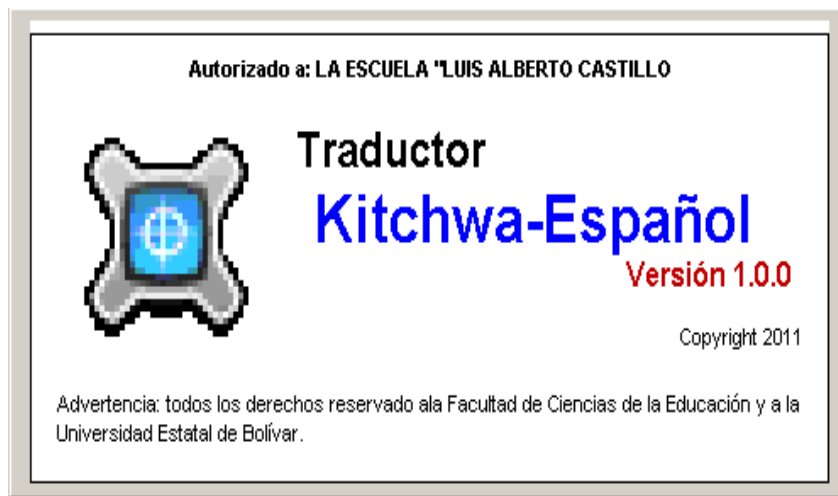 Autorizado a: LA ESCUELA "LUIS ALBERTO CASTILLO
Traductor
Kitchwa-Español
Versión 1.0.0
Copyright 2011
Advertencia: todos los derechos reservado ala Facultad de Ciencias de la Educación y a la
Universidad Estatal de Bolívar.